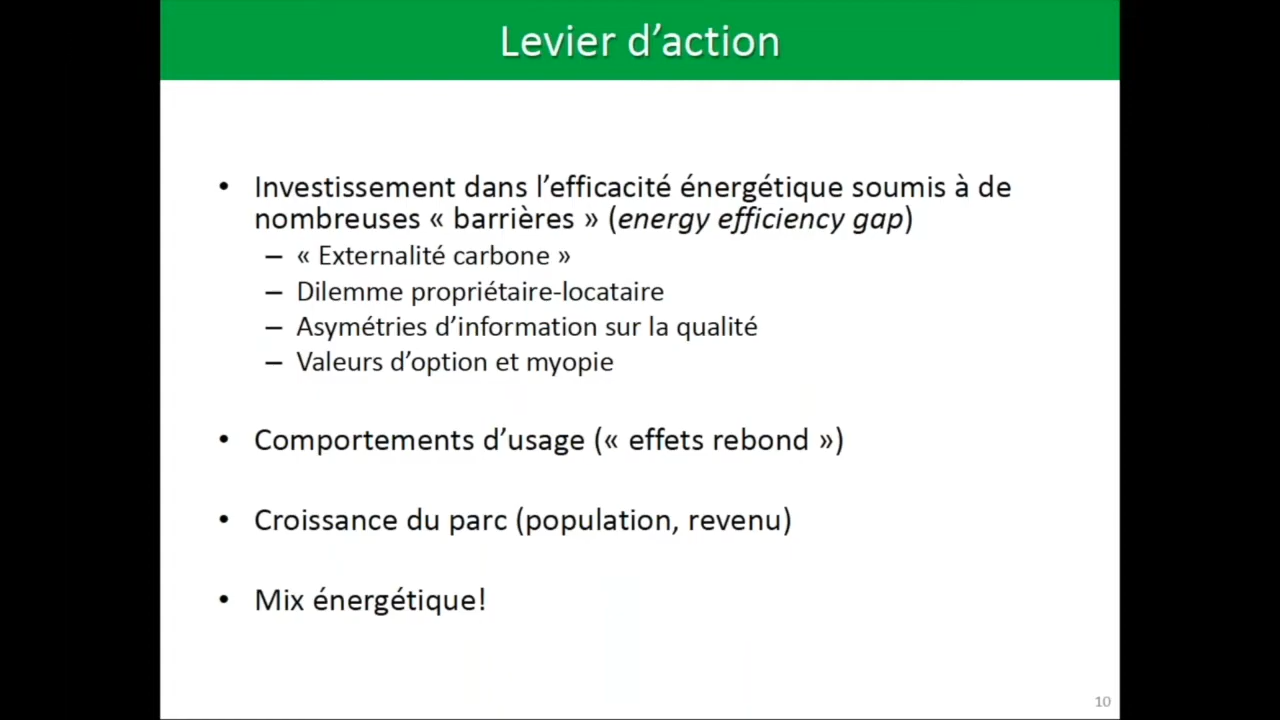 Levier d’action
• Investissement dans l’efficacité énergétique soumis à de
nombreuses « barrières » (energy efficiency gap)
– « Externalité carbone »
– Dilemme propriétaire-locataire
– Asymétries d’information sur la qualité
– Valeurs d’option et myopie
• Comportements d’usage (« effets rebond »)
• Croissance du parc (population, revenu)
• Mix énergétique!
10